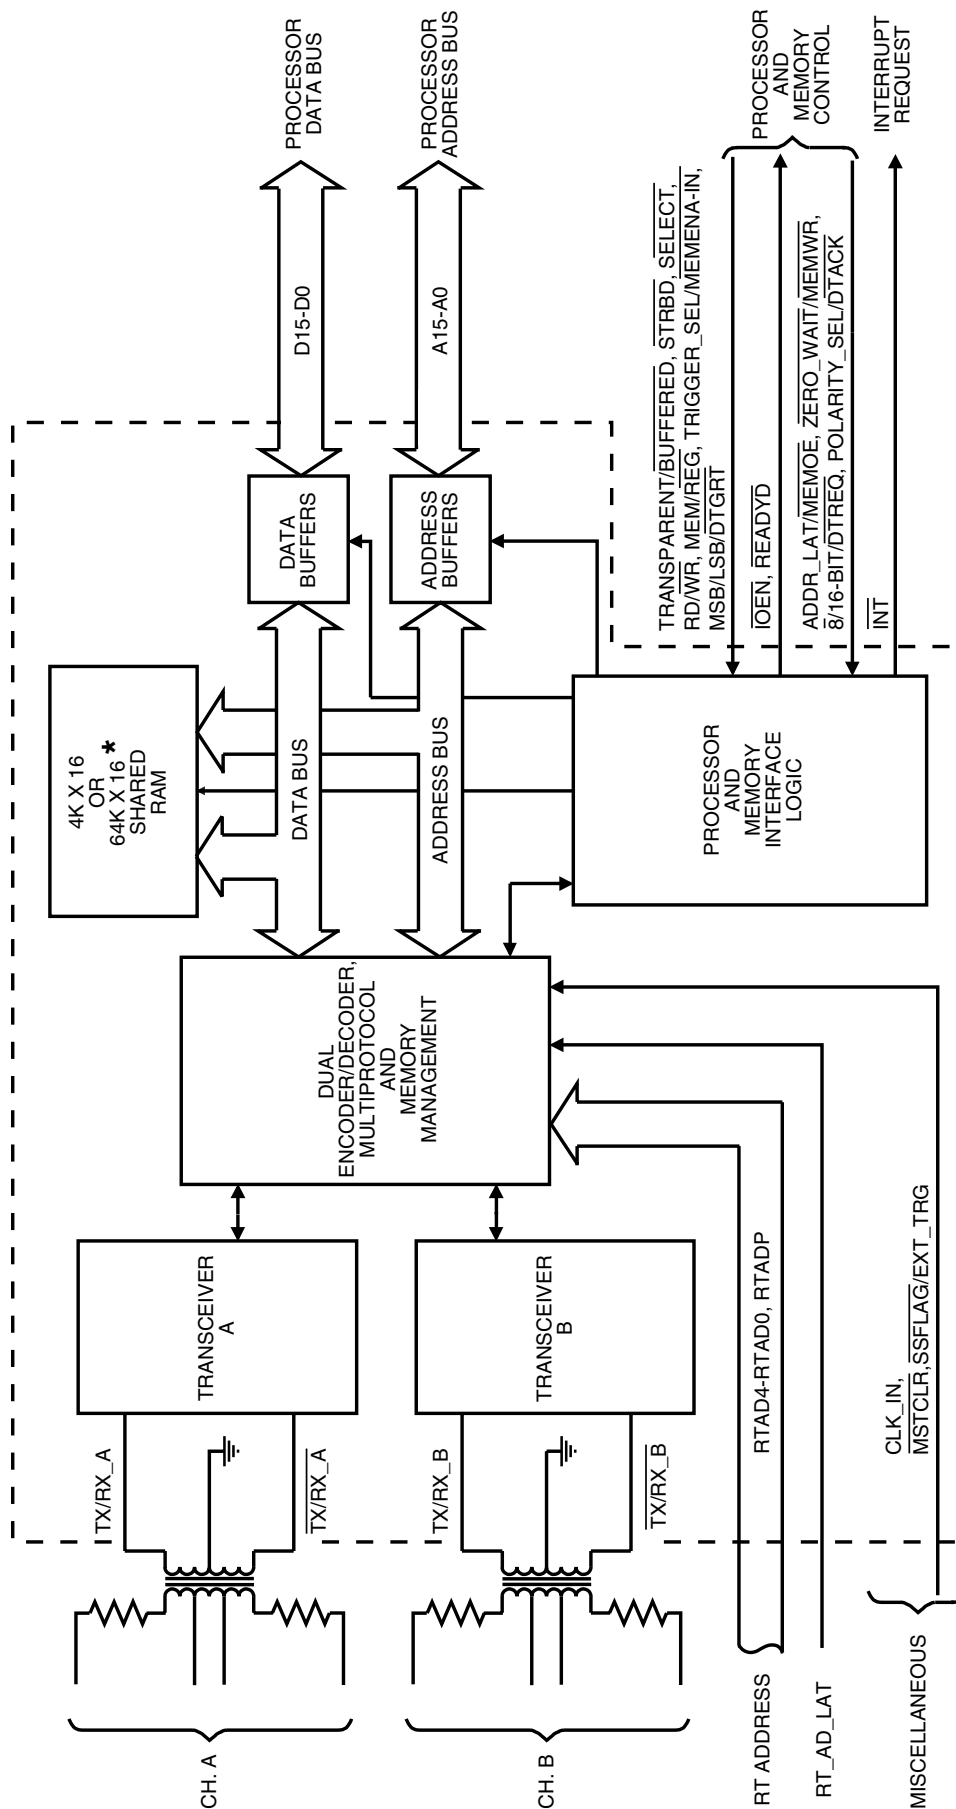 CH. A
CH. B
RT ADDRESS
RT_AD_LAT
MISCELLANEOUS
TX/RX_A
TX/RX_A
TX/RX_B
TX/RX_B
TRANSCEIVER
A
TRANSCEIVER
B
RTAD4-RTAD0, RTADP
CLK_IN,
MSTCLR,SSFLAG/EXT_TRG
DUAL
ENCODER/DECODER,
MULTIPROTOCOL
AND
MEMORY
MANAGEMENT
4K X 16
OR
64K X 16 *
SHARED
RAM
DATA BUS
ADDRESS BUS
PROCESSOR
AND
MEMORY
INTERFACE
LOGIC
DATA
BUFFERS
ADDRESS
BUFFERS
D15-D0
A15-A0
PROCESSOR
DATA BUS
PROCESSOR
ADDRESS BUS
TRANSPARENT/BUFFERED, STRBD, SELECT,
RD/WR, MEM/REG, TRIGGER_SEL/MEMENA-IN,
MSB/LSB/DTGRT
IOEN, READYD
ADDR_LAT/MEMOE, ZERO_WAIT/MEMWR,
8/16-BIT/DTREQ, POLARITY_SEL/DTACK
INT
PROCESSOR
AND
MEMORY
CONTROL
INTERRUPT
REQUEST